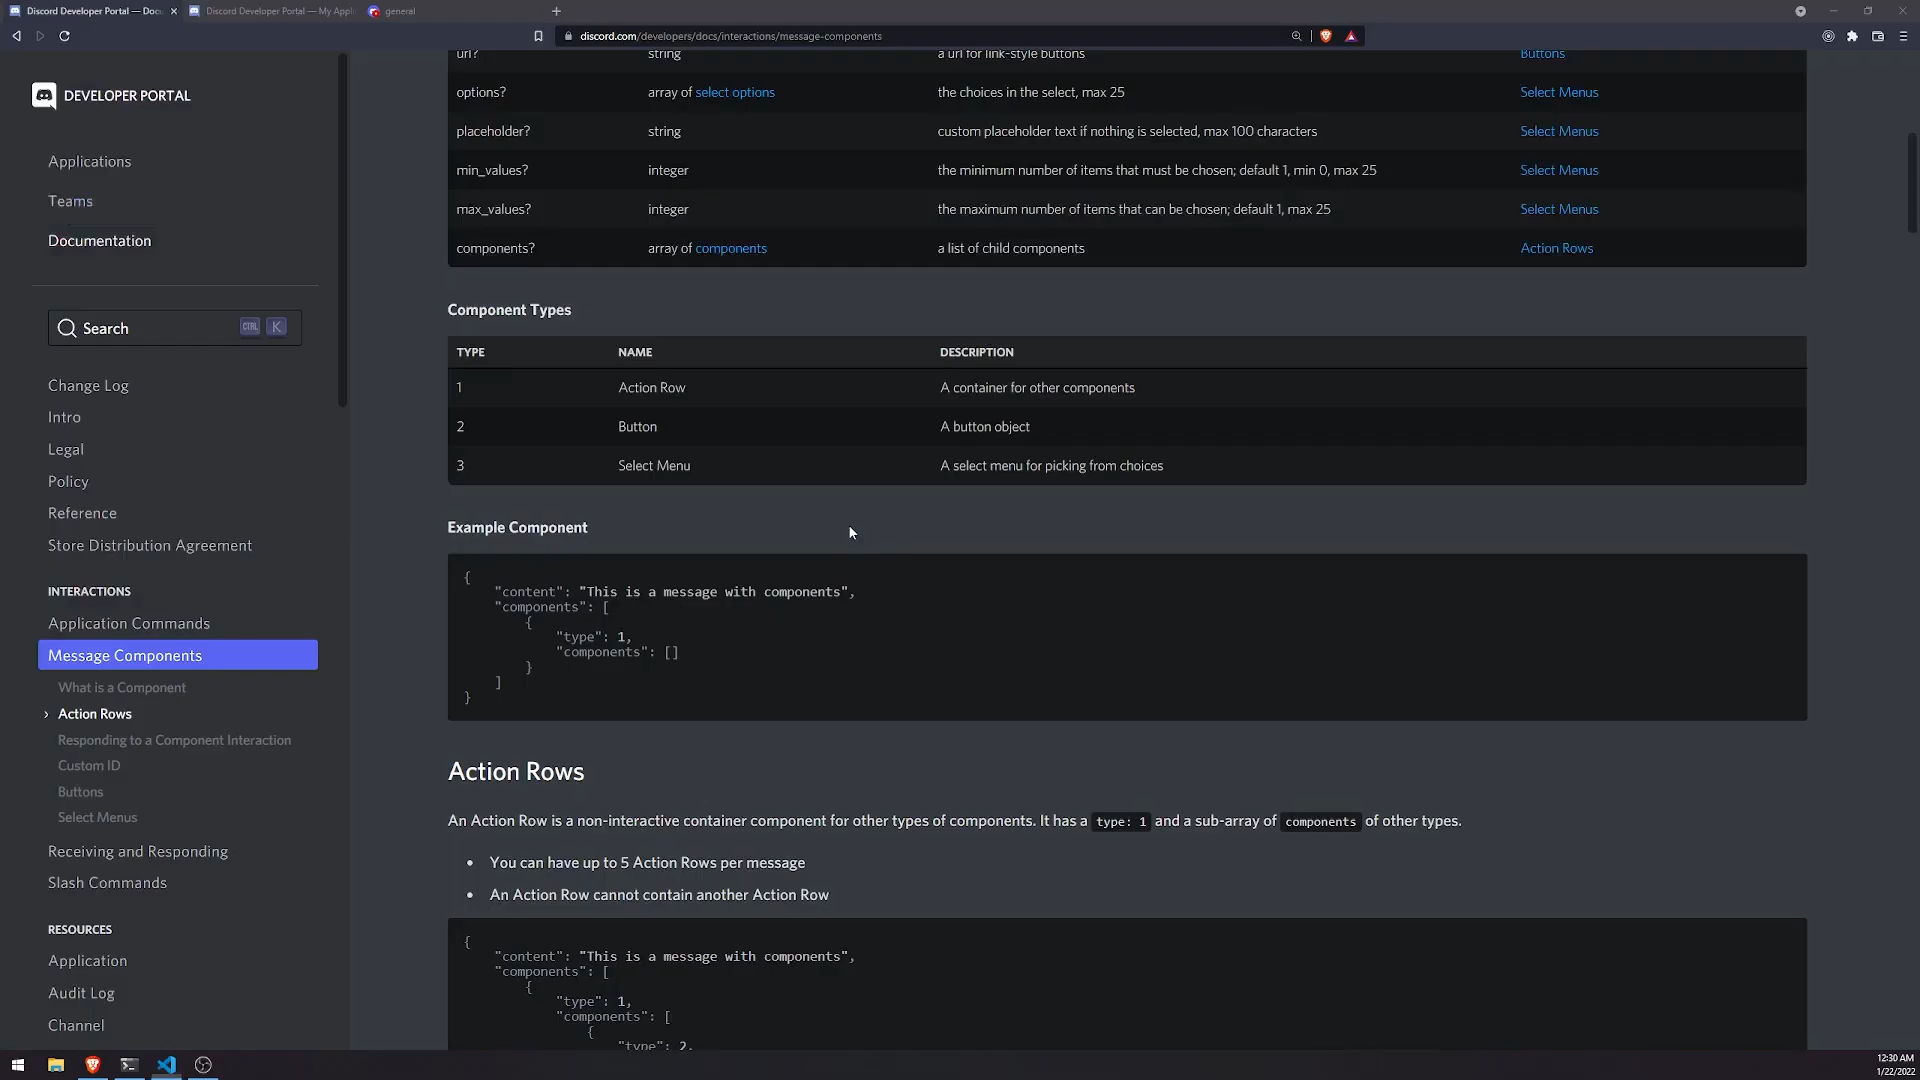 Discord Developer Portal — Docu
Discord Developer Portal — My Appli
general
discord.com/developers/docs/interactions/message-components
DEVELOPER PORTAL
Applications
Teams
Documentation
Search
CTRL K
Change Log
Intro
Legal
Policy
Reference
Store Distribution Agreement
INTERACTIONS
Application Commands
Message Components
What is a Component
Action Rows
Responding to a Component Interaction
Custom ID
Buttons
Select Menus
Receiving and Responding
Slash Commands
RESOURCES
Application
Audit Log
Channel
url? string a url for link-style buttons Buttons
options? array of select options the choices in the select, max 25 Select Menus
placeholder? string custom placeholder text if nothing is selected, max 100 characters Select Menus
min_values? integer the minimum number of items that must be chosen; default 1, min 0, max 25 Select Menus
max_values? integer the maximum number of items that can be chosen; default 1, max 25 Select Menus
components? array of components a list of child components Action Rows
Component Types
TYPE NAME DESCRIPTION
1 Action Row A container for other components
2 Button A button object
3 Select Menu A select menu for picking from choices
Example Component
{
"content": "This is a message with components",
"components": [
{
"type": 1,
"components": []
}
]
}
Action Rows
An Action Row is a non-interactive container component for other types of components. It has a type: 1 and a sub-array of components of other types.
• You can have up to 5 Action Rows per message
• An Action Row cannot contain another Action Row
{
"content": "This is a message with components",
"components": [
{
"type": 1,
"components": [
{
"type": 2,
12:30 AM
1/22/2022